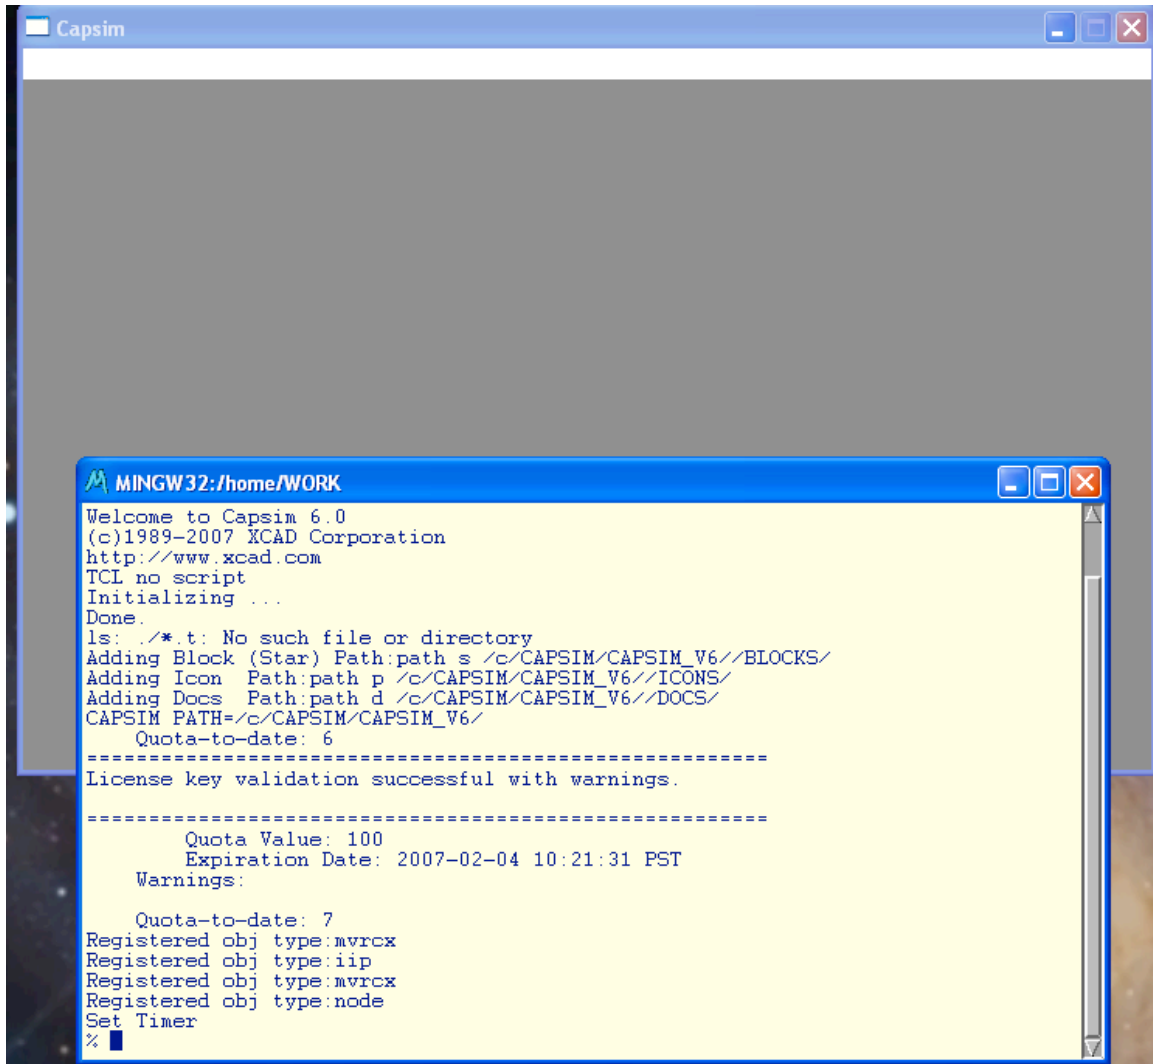 Capsim
MINGW32:/home/WORK
Welcome to Capsim 6.0
(c)1989-2007 XCAD Corporation
http://www.xcad.com
TCL no script
Initializing ...
Done.
ls: ./*.t: No such file or directory
Adding Block (Star) Path:path s /c/CAPSIM/CAPSIM_V6//BLOCKS/
Adding Icon  Path:path p /c/CAPSIM/CAPSIM_V6//ICONS/
Adding Docs  Path:path d /c/CAPSIM/CAPSIM_V6//DOCS/
CAPSIM PATH=/c/CAPSIM/CAPSIM_V6/
Quota-to-date: 6
=======================================================
License key validation successful with warnings.
=======================================================
Quota Value: 100
Expiration Date: 2007-02-04 10:21:31 PST
Warnings:
Quota-to-date: 7
Registered obj type:mvrcx
Registered obj type:iip
Registered obj type:mvrcx
Registered obj type:node
Set Timer
%